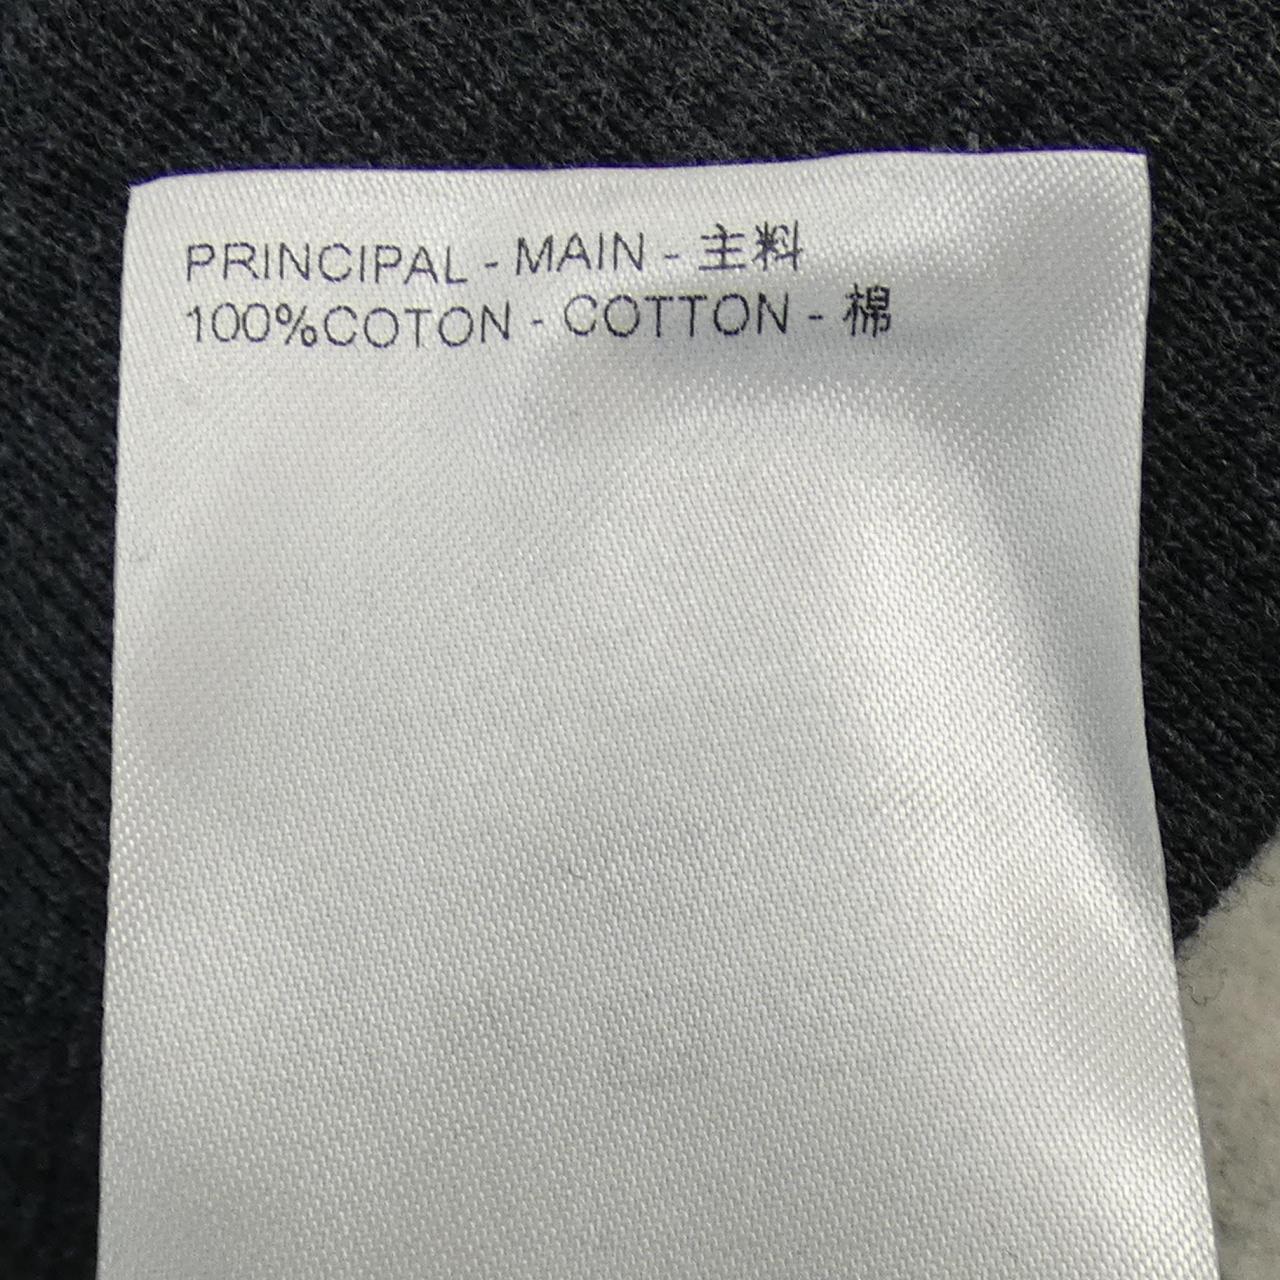 PRINCIPAL - MAIN - 主料
100%COTON - COTTON - 棉